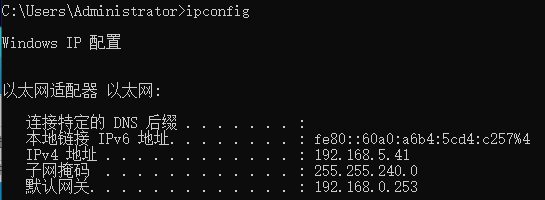 C:\Users\Administrator>ipconfig
Windows IP 配置
以太网适配器 以太网:
连接特定的 DNS 后缀 . . . . . . . :
本地链接 IPv6 地址. . . . . . . . : fe80::60a0:a6b4:5cd4:c257%4
IPv4 地址 . . . . . . . . . . . . : 192.168.5.41
子网掩码 . . . . . . . . . . . . : 255.255.240.0
默认网关. . . . . . . . . . . . . : 192.168.0.253